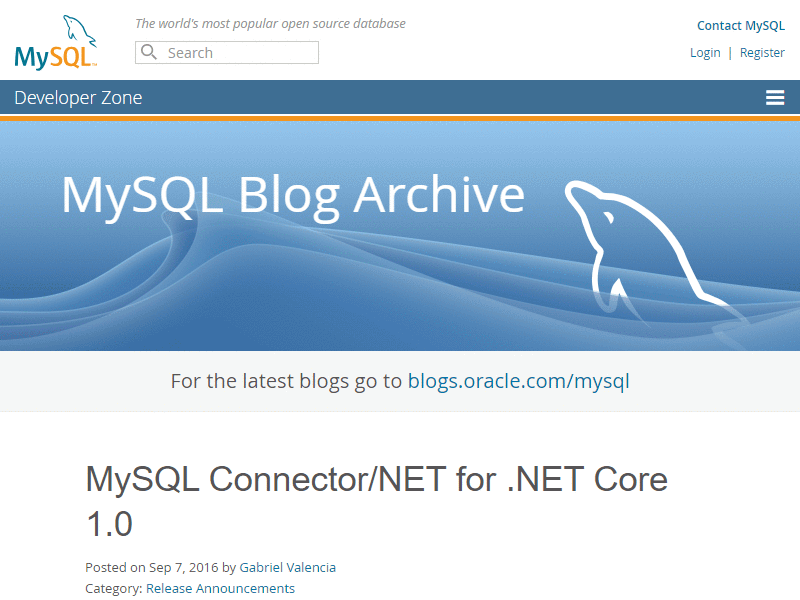 MySQL™
The world's most popular open source database
Search
Contact MySQL
Login | Register
Developer Zone
MySQL Blog Archive
For the latest blogs go to blogs.oracle.com/mysql
MySQL Connector/NET for .NET Core
1.0
Posted on Sep 7, 2016 by Gabriel Valencia
Category: Release Announcements